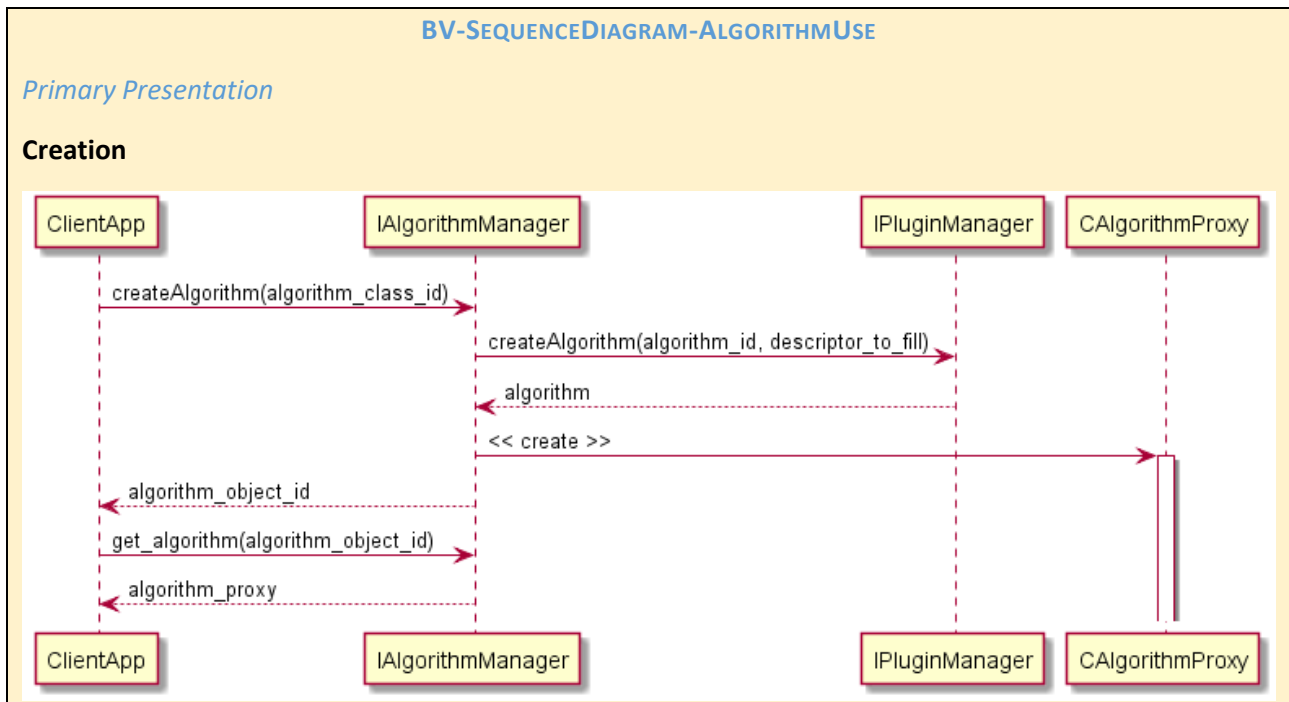 BV-SEQUENCEDIAGRAM-ALGORITHMUSE
Primary Presentation
Creation
ClientApp IAlgorithmManager IPluginManager CAlgorithmProxy
createAlgorithm(algorithm_class_id)
createAlgorithm(algorithm_id, descriptor_to_fill)
algorithm
<< create >>
algorithm_object_id
get_algorithm(algorithm_object_id)
algorithm_proxy
ClientApp IAlgorithmManager IPluginManager CAlgorithmProxy